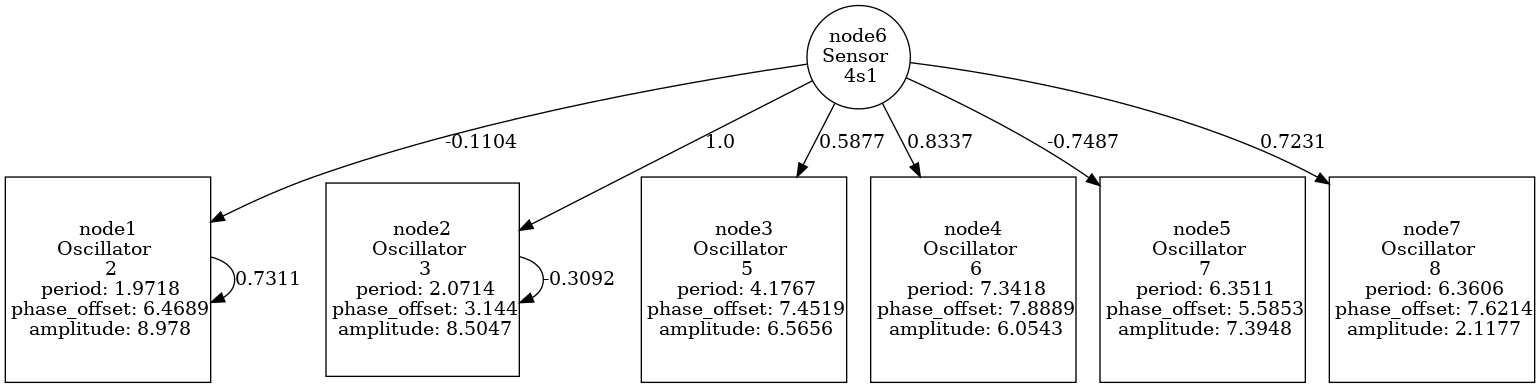 node6
Sensor
4s1
-0.1104
1.0
0.5877
0.8337
-0.7487
0.7231
node1
Oscillator
2
period: 1.9718
phase_offset: 6.4689
amplitude: 8.978
0.7311
node2
Oscillator
3
period: 2.0714
phase_offset: 3.144
amplitude: 8.5047
-0.3092
node3
Oscillator
5
period: 4.1767
phase_offset: 7.4519
amplitude: 6.5656
node4
Oscillator
6
period: 7.3418
phase_offset: 7.8889
amplitude: 6.0543
node5
Oscillator
7
period: 6.3511
phase_offset: 5.5853
amplitude: 7.3948
node7
Oscillator
8
period: 6.3606
phase_offset: 7.6214
amplitude: 2.1177